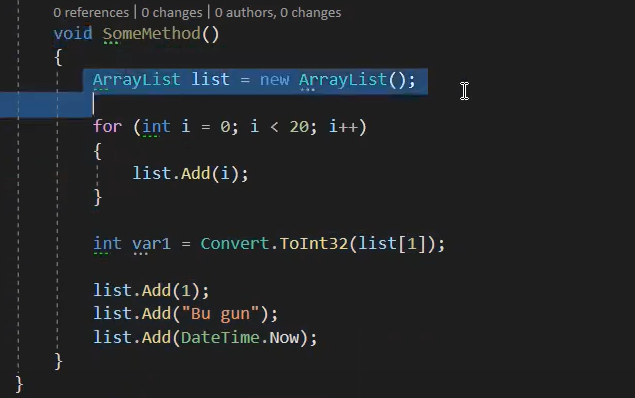 0 references | 0 changes | 0 authors, 0 changes
void SomeMethod()
{
ArrayList list = new ArrayList();
for (int i = 0; i < 20; i++)
{
list.Add(i);
}
int var1 = Convert.ToInt32(list[1]);
list.Add(1);
list.Add("Bu gun");
list.Add(DateTime.Now);
}
}